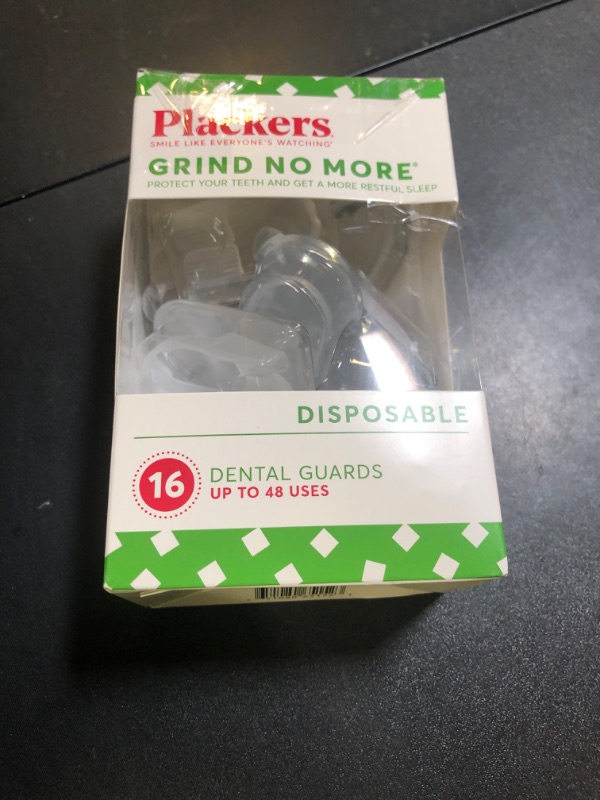 Plackers
SMILE LIKE EVERYONE'S WATCHING®
GRIND NO MORE®
PROTECT YOUR TEETH AND GET A MORE RESTFUL SLEEP
DISPOSABLE
16
DENTAL GUARDS
UP TO 48 USES